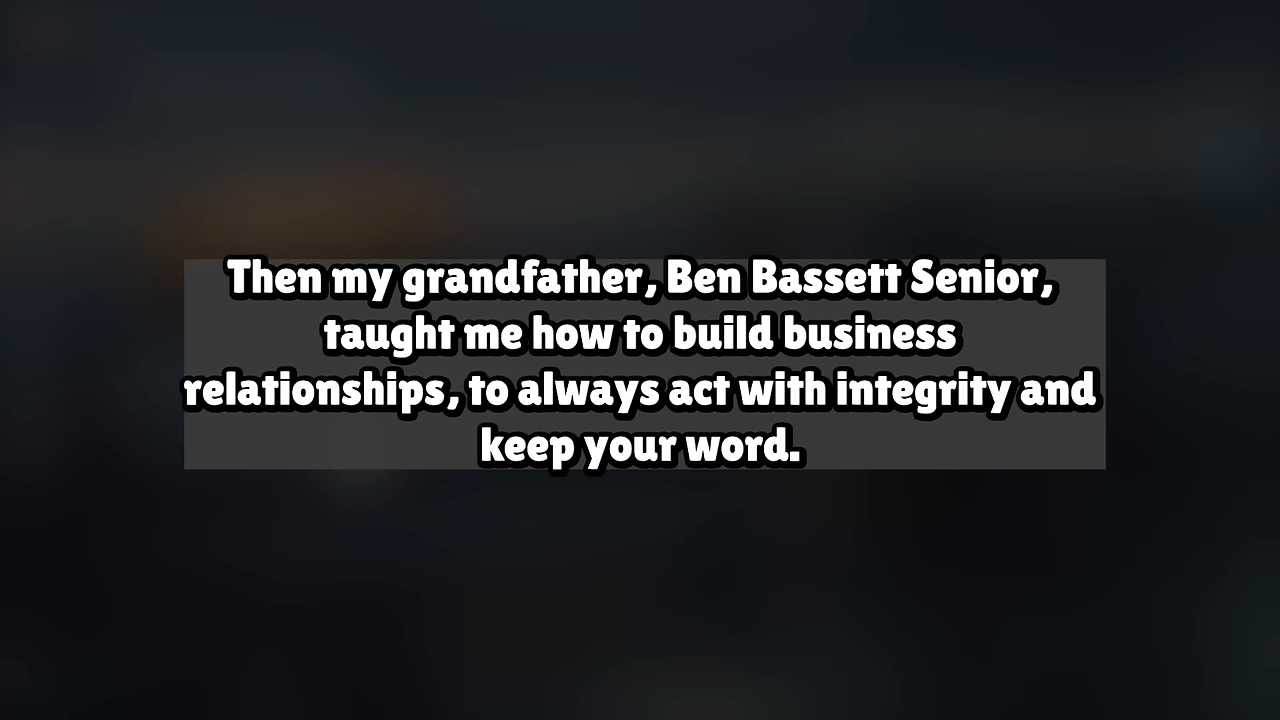 Then my grandfather, Ben Bassett Senior,
taught me how to build business
relationships, to always act with integrity and
keep your word.